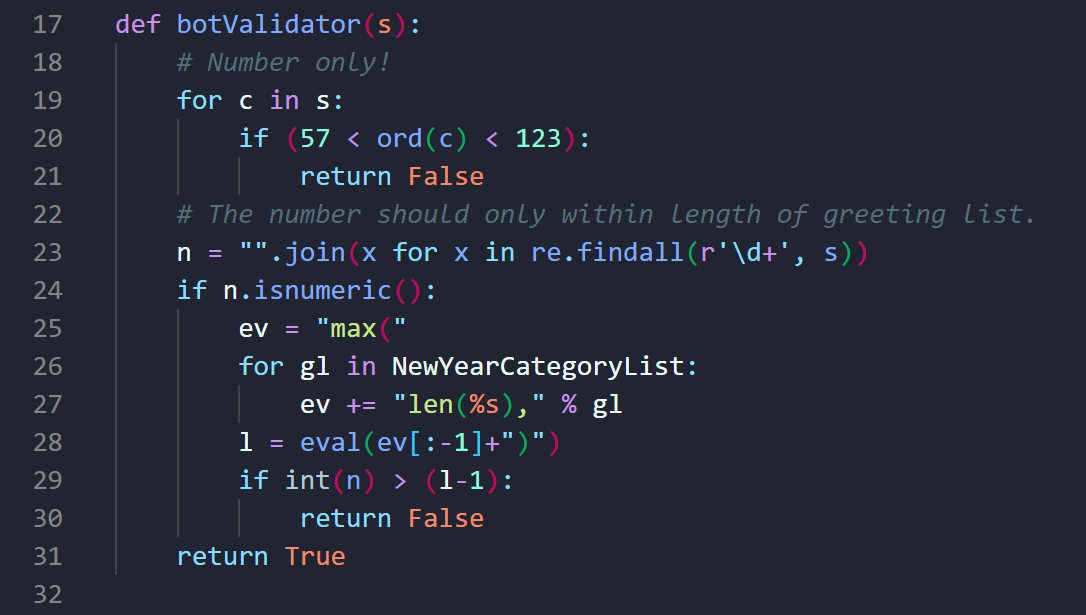 17 def botValidator(s):
18     # Number only!
19     for c in s:
20         if (57 < ord(c) < 123):
21             return False
22     # The number should only within length of greeting list.
23     n = "".join(x for x in re.findall(r'\d+', s))
24     if n.isnumeric():
25         ev = "max("
26         for gl in NewYearCategoryList:
27             ev += "len(%s)," % gl
28         l = eval(ev[:-1]+")")
29         if int(n) > (l-1):
30             return False
31     return True
32